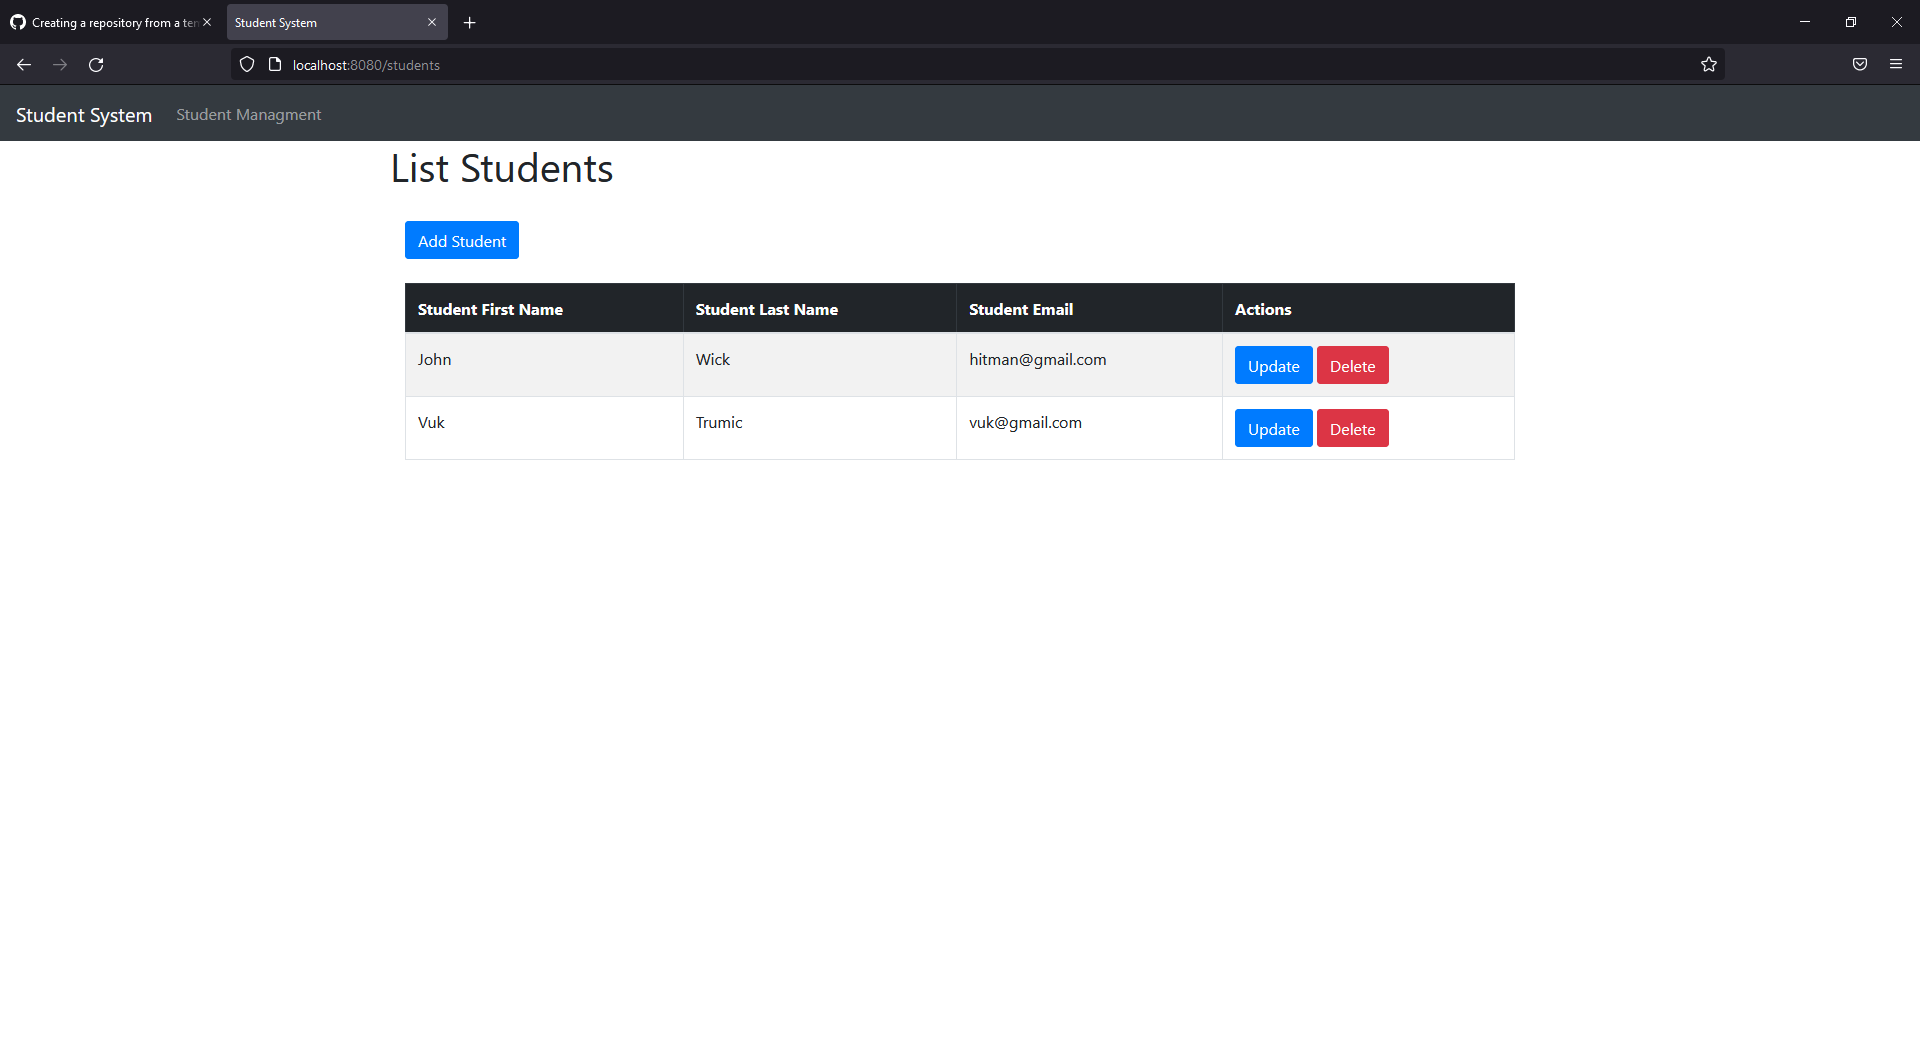 Creating a repository from a ten
Student System
localhost:8080/students
Student System Student Managment
List Students
Add Student
Student First Name Student Last Name Student Email Actions
John Wick hitman@gmail.com Update Delete
Vuk Trumic vuk@gmail.com Update Delete